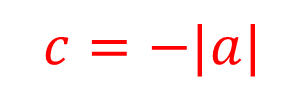 c = −|a|